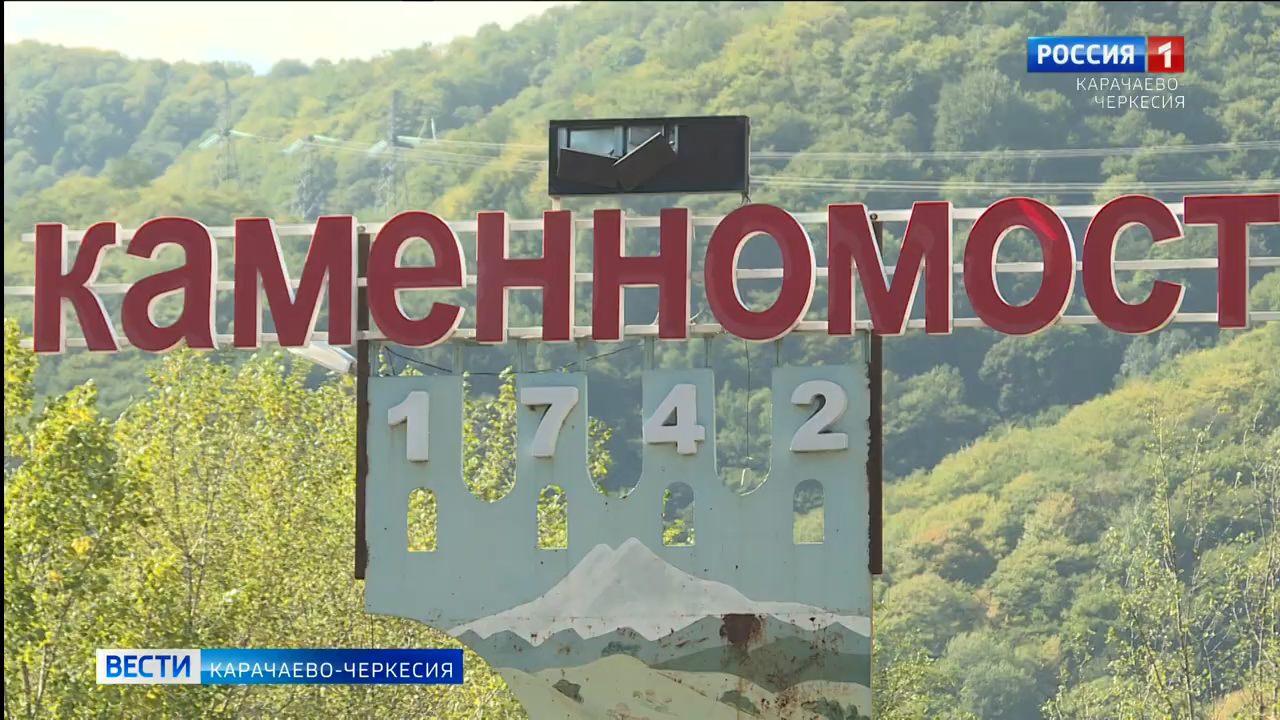 РОССИЯ 1
КАРАЧАЕВО
ЧЕРКЕСИЯ
каменномост
1742
ВЕСТИ КАРАЧАЕВО-ЧЕРКЕСИЯ